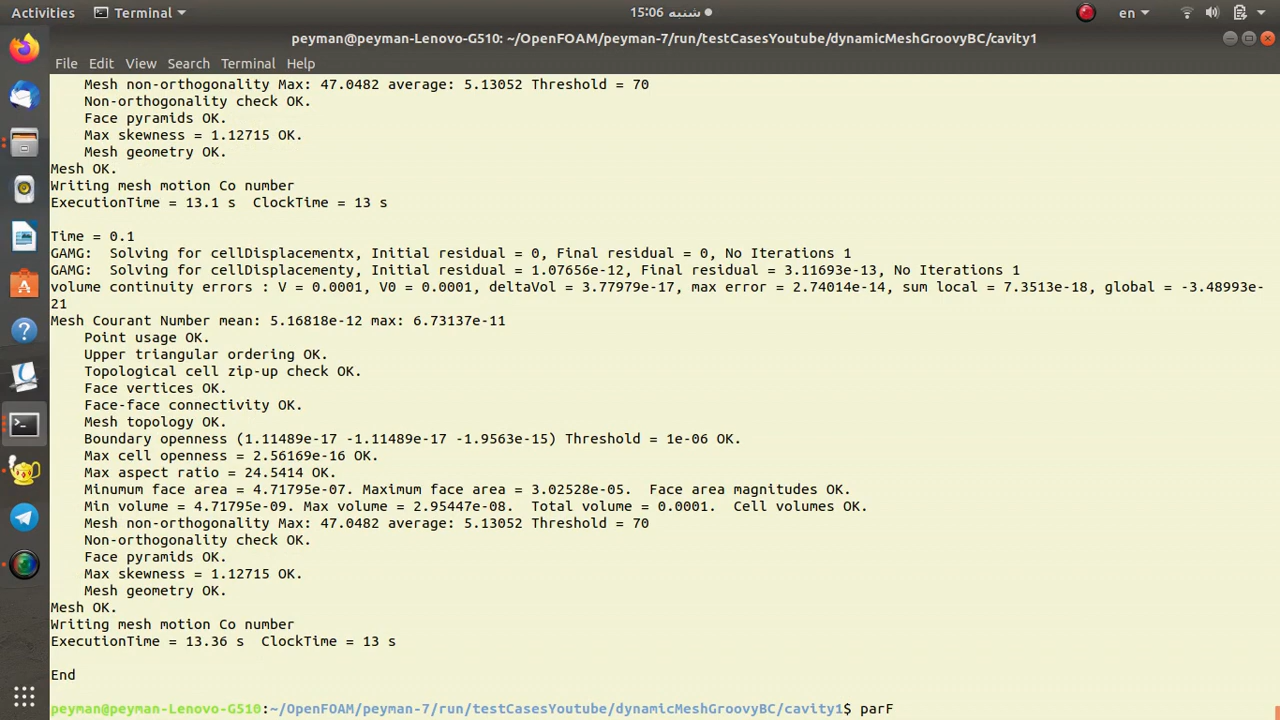 Activities
Terminal
15:06 شنبه
en
peyman@peyman-Lenovo-G510: ~/OpenFOAM/peyman-7/run/testCasesYoutube/dynamicMeshGroovyBC/cavity1
File Edit View Search Terminal Help
Mesh non-orthogonality Max: 47.0482 average: 5.13052 Threshold = 70
Non-orthogonality check OK.
Face pyramids OK.
Max skewness = 1.12715 OK.
Mesh geometry OK.
Mesh OK.
Writing mesh motion Co number
ExecutionTime = 13.1 s  ClockTime = 13 s
Time = 0.1
GAMG:  Solving for cellDisplacementx, Initial residual = 0, Final residual = 0, No Iterations 1
GAMG:  Solving for cellDisplacementy, Initial residual = 1.07656e-12, Final residual = 3.11693e-13, No Iterations 1
volume continuity errors : V = 0.0001, V0 = 0.0001, deltaVol = 3.77979e-17, max error = 2.74014e-14, sum local = 7.3513e-18, global = -3.48993e-
21
Mesh Courant Number mean: 5.16818e-12 max: 6.73137e-11
Point usage OK.
Upper triangular ordering OK.
Topological cell zip-up check OK.
Face vertices OK.
Face-face connectivity OK.
Mesh topology OK.
Boundary openness (1.11489e-17 -1.11489e-17 -1.9563e-15) Threshold = 1e-06 OK.
Max cell openness = 2.56169e-16 OK.
Max aspect ratio = 24.5414 OK.
Minumum face area = 4.71795e-07. Maximum face area = 3.02528e-05.  Face area magnitudes OK.
Min volume = 4.71795e-09. Max volume = 2.95447e-08.  Total volume = 0.0001.  Cell volumes OK.
Mesh non-orthogonality Max: 47.0482 average: 5.13052 Threshold = 70
Non-orthogonality check OK.
Face pyramids OK.
Max skewness = 1.12715 OK.
Mesh geometry OK.
Mesh OK.
Writing mesh motion Co number
ExecutionTime = 13.36 s  ClockTime = 13 s
End
peyman@peyman-Lenovo-G510:~/OpenFOAM/peyman-7/run/testCasesYoutube/dynamicMeshGroovyBC/cavity1$ parF